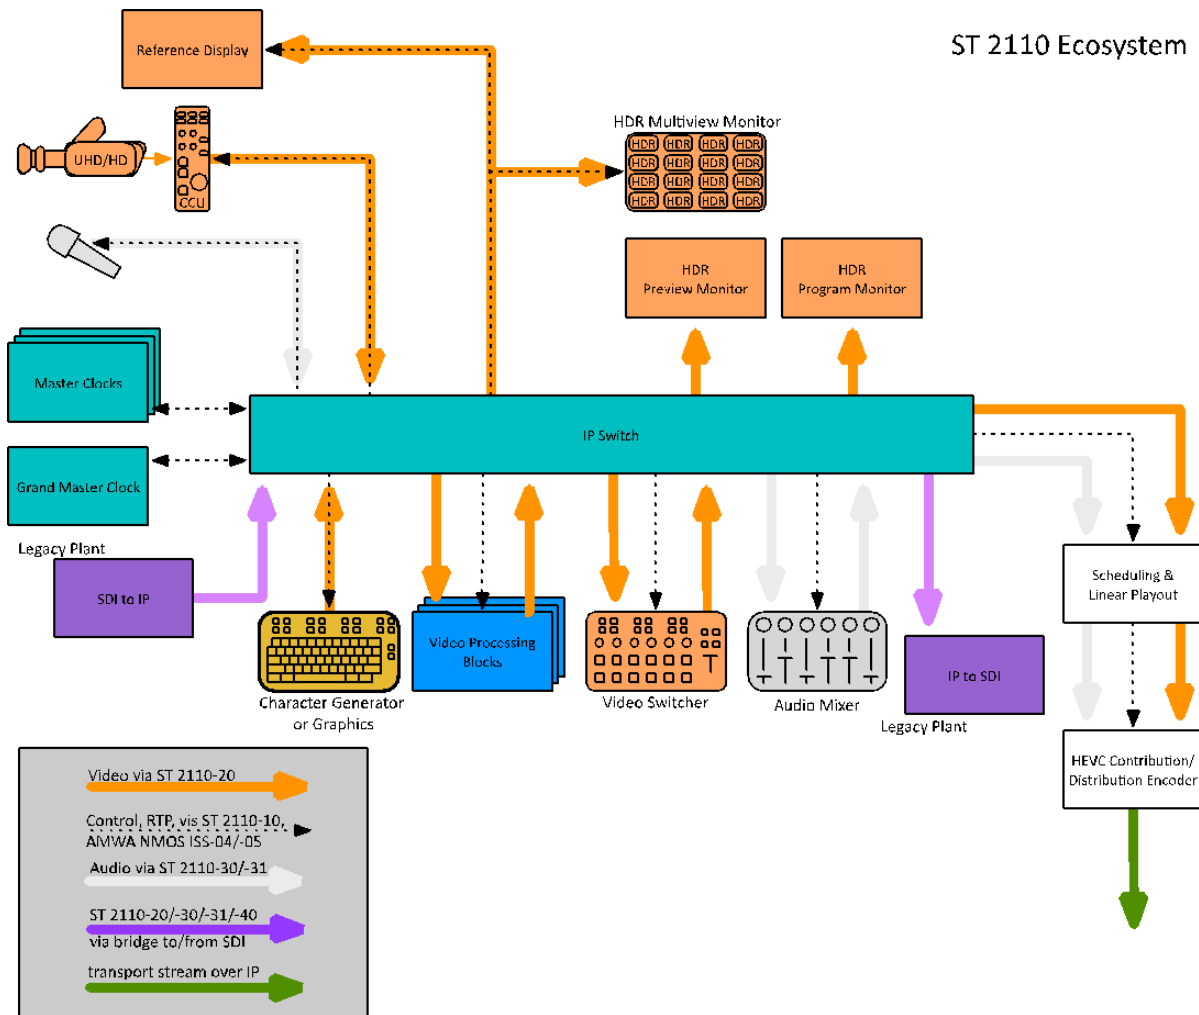 ST 2110 Ecosystem
Reference Display
HDR Multiview Monitor
HDR HDR HDR HDR
HDR HDR HDR HDR
HDR HDR HDR HDR
HDR HDR HDR HDR
UHD/HD
CCU
HDR
Preview Monitor
HDR
Program Monitor
Master Clocks
IP Switch
Grand Master Clock
Legacy Plant
SDI to IP
Scheduling &
Linear Playout
Video Processing
Blocks
IP to SDI
Character Generator
or Graphics
Video Switcher
Audio Mixer
Legacy Plant
HEVC Contribution/
Distribution Encoder
Video via ST 2110-20
Control, RTP, vis ST 2110-10,
AMWA NMOS ISS-04/-05
Audio via ST 2110-30/-31
ST 2110-20/-30/-31/-40
via bridge to/from SDI
transport stream over IP